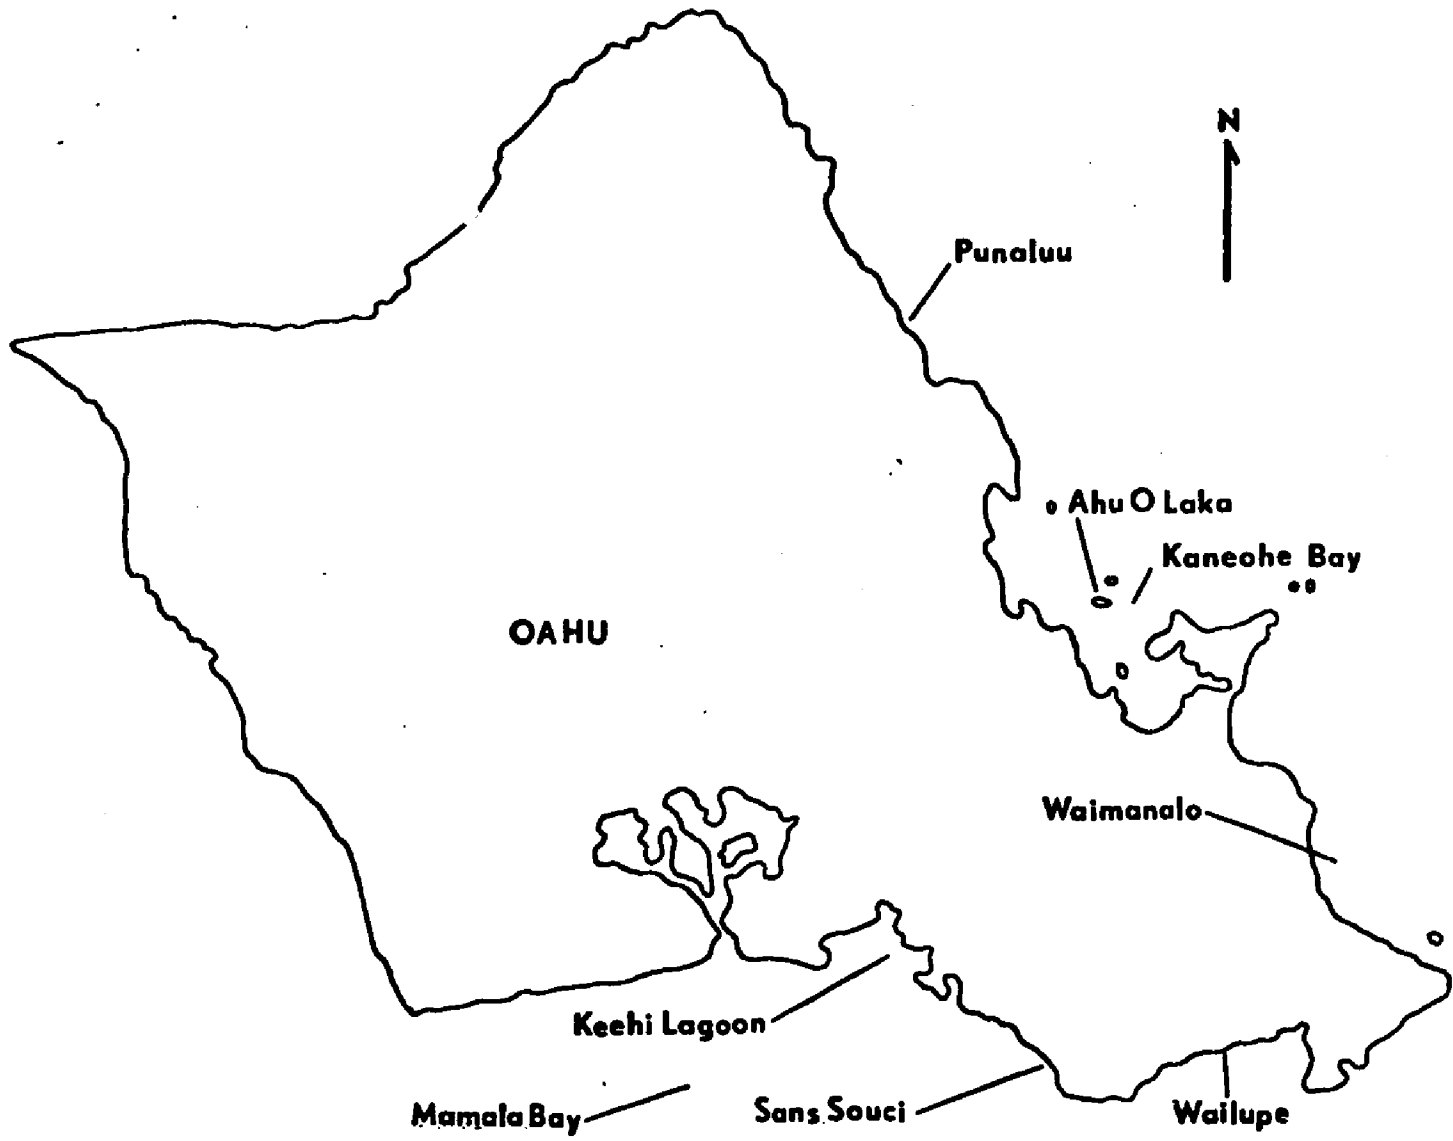 N
Punaluu
Ahu O Laka
Kaneohe Bay
OAHU
Waimanalo
Keehi Lagoon
Mamala Bay
Sans Souci
Wailupe